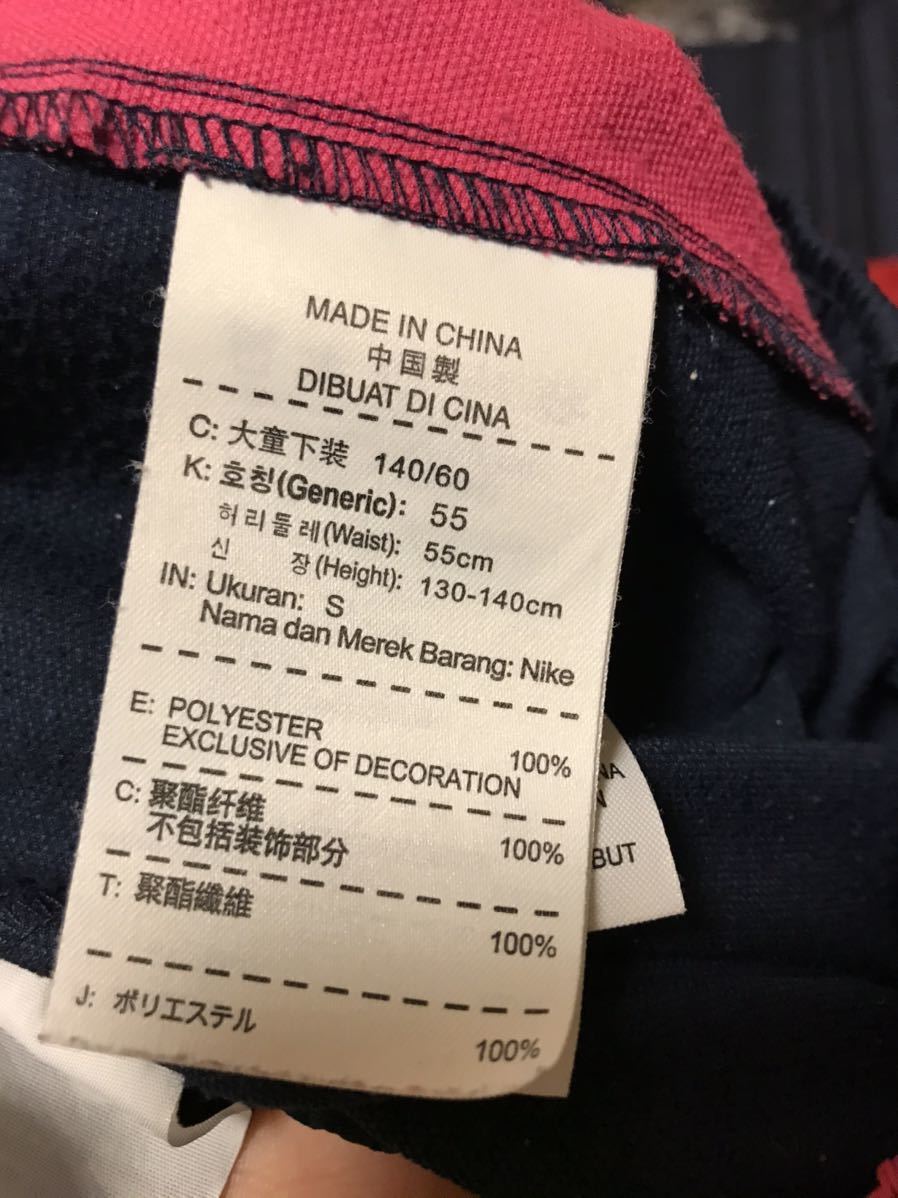 MADE IN CHINA
中国製
DIBUAT DI CINA
C: 大童下装 140/60
K: 호칭(Generic): 55
허리둘레(Waist): 55cm
신 장(Height): 130-140cm
IN: Ukuran: S
Nama dan Merek Barang: Nike
E: POLYESTER 100%
EXCLUSIVE OF DECORATION
C: 聚酯纤维 100%
不包括装饰部分
T: 聚酯纖維 100%
J: ポリエステル 100%
NA
N
BUT